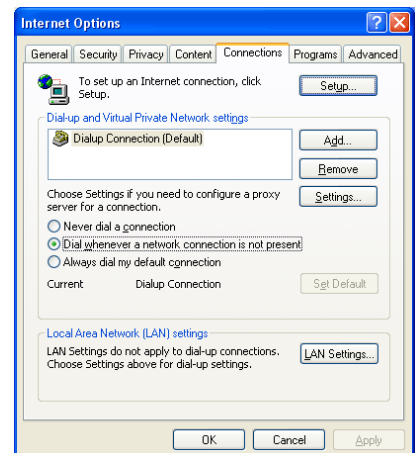 Internet Options
General Security Privacy Content Connections Programs Advanced
To set up an Internet connection, click
Setup.
Setup...
Dial-up and Virtual Private Network settings
Dialup Connection (Default)
Add...
Remove
Choose Settings if you need to configure a proxy
server for a connection.
Settings...
Never dial a connection
Dial whenever a network connection is not present
Always dial my default connection
Current Dialup Connection Set Default
Local Area Network (LAN) settings
LAN Settings do not apply to dial-up connections.
Choose Settings above for dial-up settings.
LAN Settings...
OK Cancel Apply